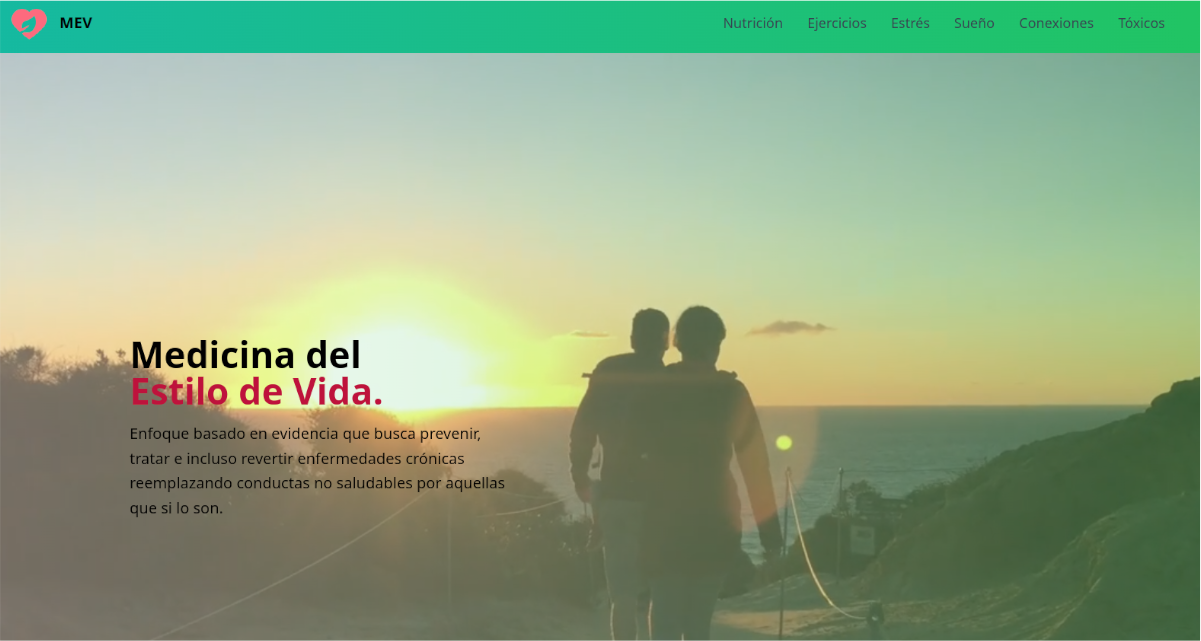 MEV
Nutrición
Ejercicios
Estrés
Sueño
Conexiones
Tóxicos
Medicina del
Estilo de Vida.
Enfoque basado en evidencia que busca prevenir,
tratar e incluso revertir enfermedades crónicas
reemplazando conductas no saludables por aquellas
que si lo son.